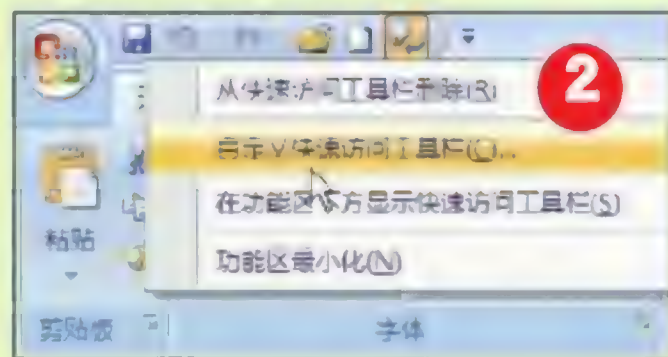 2
从快速访问工具栏删除(R)
自定义快速访问工具栏(C)...
在功能区下方显示快速访问工具栏(S)
粘贴
功能区最小化(N)
剪贴板
字体